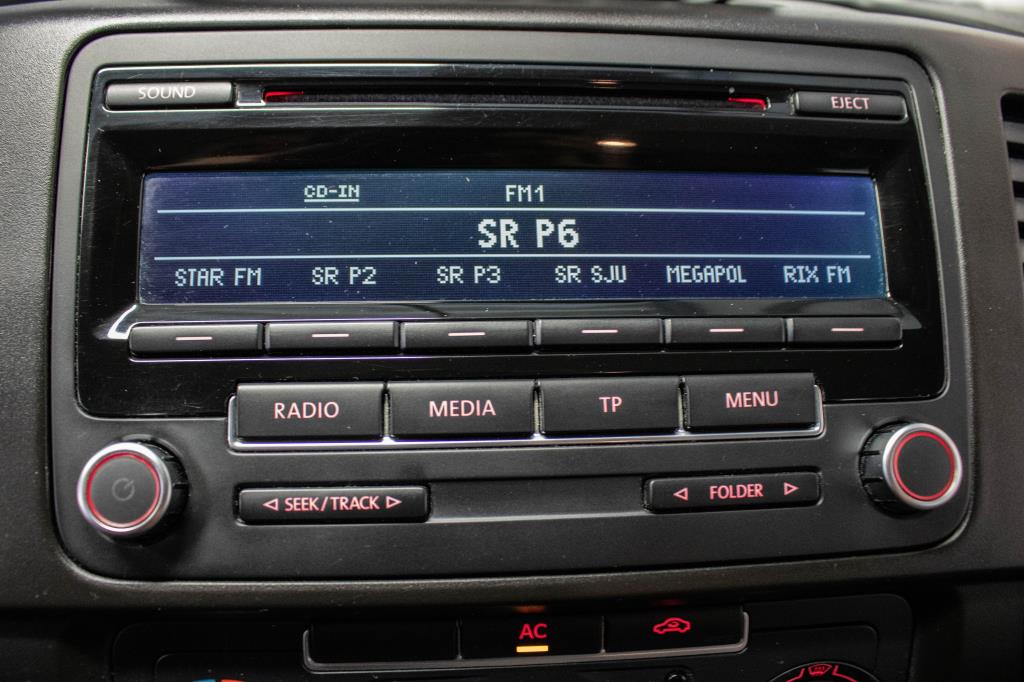 SOUND EJECT
CD-IN FM1
SR P6
STAR FM SR P2 SR P3 SR SJU MEGAPOL RIX FM
RADIO MEDIA TP MENU
SEEK/TRACK FOLDER
AC